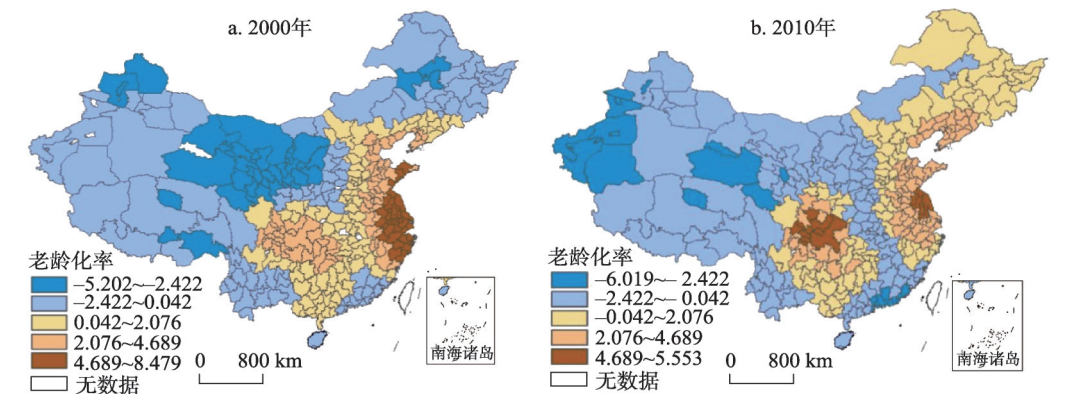 a. 2000年
老龄化率
–5.202~–2.422
–2.422~0.042
0.042~2.076
2.076~4.689
4.689~8.479
无数据
0 800 km
南海诸岛
b. 2010年
老龄化率
–6.019~– 2.422
–2.422~– 0.042
–0.042~2.076
2.076~4.689
4.689~5.553
无数据
0 800 km
南海诸岛